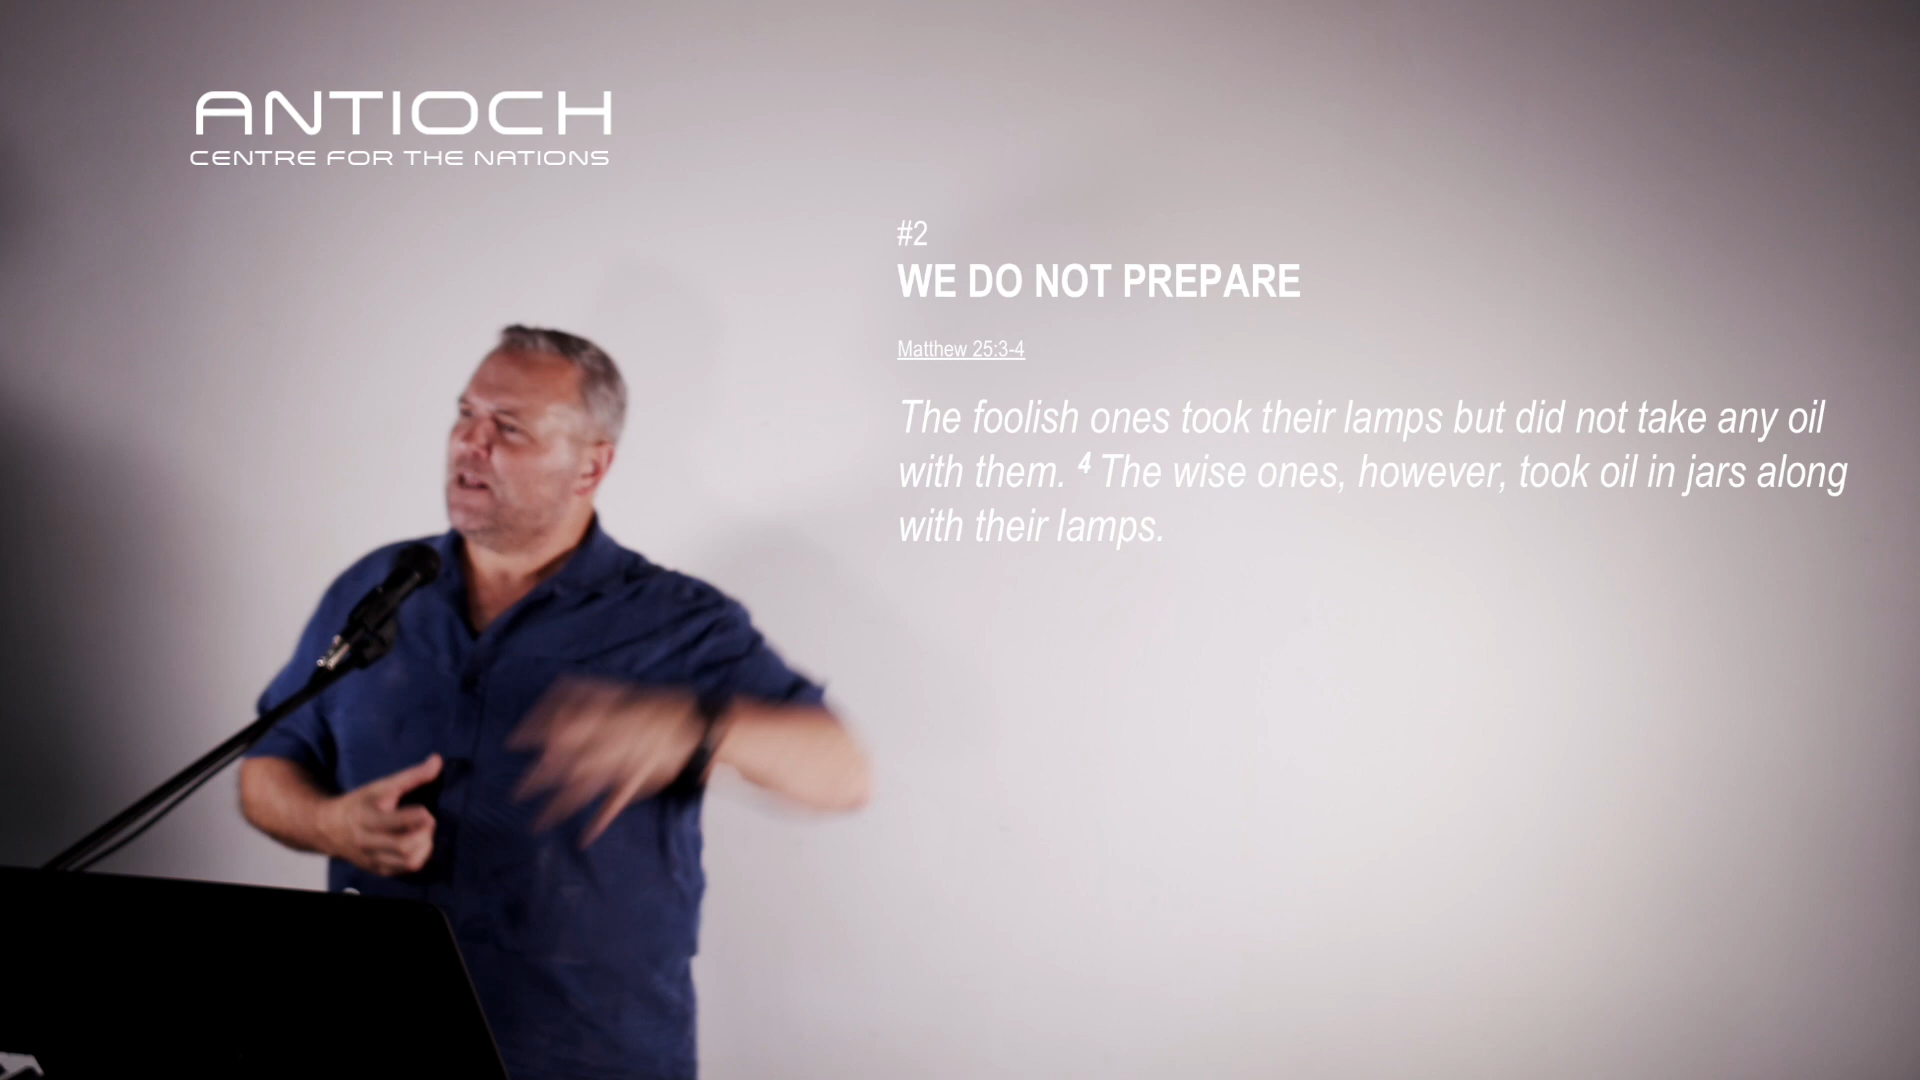 ANTIOCH
CENTRE FOR THE NATIONS
#2
WE DO NOT PREPARE
Matthew 25:3-4
The foolish ones took their lamps but did not take any oil
with them. 4 The wise ones, however, took oil in jars along
with their lamps.